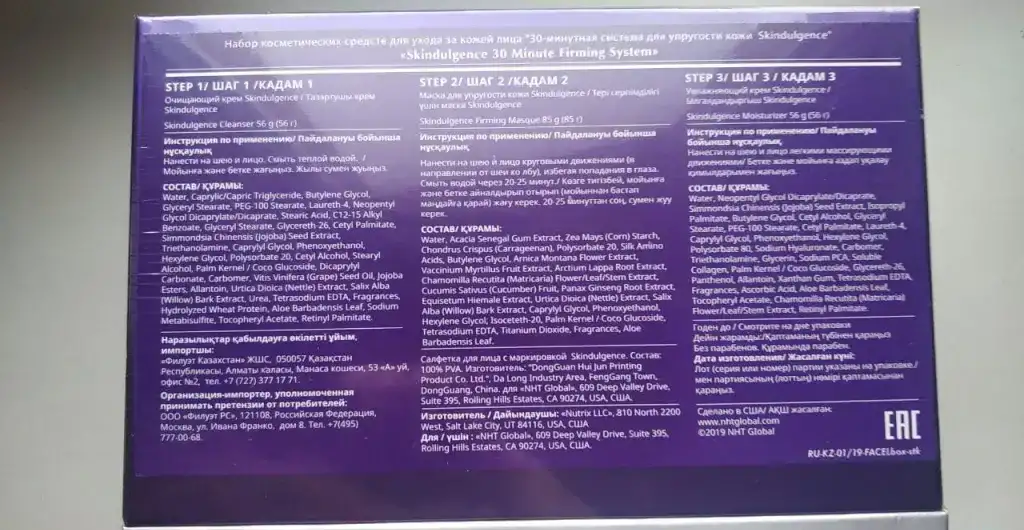 Набор косметических средств для ухода за кожей лица "30-минутная система для упругости кожи Skindulgence"
«Skindulgence 30 Minute Firming System»
STEP 1/ ШАГ 1 /КАДАМ 1
Очищающий крем Skindulgence / Тазартушы крем
Skindulgence
Skindulgence Cleanser 56 g (56 г)
Инструкция по применению/ Пайдалануы бойынша
нұсқаулық
Нанести на шею и лицо. Смыть теплой водой. /
Мойынға және бетке жағыңыз. Жылы сумен жуыңыз.
СОСТАВ/ ҚҰРАМЫ:
Water, Caprylic/Capric Triglyceride, Butylene Glycol,
Glyceryl Stearate, PEG-100 Stearate, Laureth-4, Neopentyl
Glycol Dicaprylate/Dicaprate, Stearic Acid, C12-15 Alkyl
Benzoate, Glyceryl Stearate, Glycereth-26, Cetyl Palmitate,
Simmondsia Chinensis (Jojoba) Seed Extract,
Triethanolamine, Caprylyl Glycol, Phenoxyethanol,
Hexylene Glycol, Polysorbate 20, Cetyl Alcohol, Stearyl
Alcohol, Palm Kernel / Coco Glucoside, Dicaprylyl
Carbonate, Carbomer, Vitis Vinifera (Grape) Seed Oil, Jojoba
Esters, Allantoin, Urtica Dioica (Nettle) Extract, Salix Alba
(Willow) Bark Extract, Urea, Tetrasodium EDTA, Fragrances,
Hydrolyzed Wheat Protein, Aloe Barbadensis Leaf, Sodium
Metabisulfite, Tocopheryl Acetate, Retinyl Palmitate.
Наразылықтар қабылдауға өкілетті ұйым,
импортшы:
«Филуэт Казахстан» ЖШС, 050057 Қазақстан
Республикасы, Алматы қаласы, Манаса кошеси, 53 «А» уй,
офис №2, тел. +7 (727) 377 17 71.
Организация-импортер, уполномоченная
принимать претензии от потребителей:
ООО «Филуэт РС», 121108, Российская Федерация,
Москва, ул. Ивана Франко, дом 8. Тел. +7(495)
777-00-68.
STEP 2/ ШАГ 2 /КАДАМ 2
Маска для упругости кожи Skindulgence / Тері серпімділігі
үшін маска Skindulgence
Skindulgence Firming Masque 85 g (85 г)
Инструкция по применению/ Пайдалануы бойынша
нұсқаулық
Нанести на шею и лицо круговыми движениями (в
направлении от шеи ко лбу), избегая попадания в глаза.
Смыть водой через 20-25 минут./ Көзге тигізбей, мойынға
және бетке айналдырып отырып (мойыннан бастап
маңдайға қарай) жағу керек. 20-25 минуттан соң, сумен жуу
керек.
СОСТАВ/ ҚҰРАМЫ:
Water, Acacia Senegal Gum Extract, Zea Mays (Corn) Starch,
Chondrus Crispus (Carrageenan), Polysorbate 20, Silk Amino
Acids, Butylene Glycol, Arnica Montana Flower Extract,
Vaccinium Myrtillus Fruit Extract, Arctium Lappa Root Extract,
Chamomilla Recutita (Matricaria) Flower/Leaf/Stem Extract,
Cucumis Sativus (Cucumber) Fruit, Panax Ginseng Root Extract,
Equisetum Hiemale Extract, Urtica Dioica (Nettle) Extract, Salix
Alba (Willow) Bark Extract, Caprylyl Glycol, Phenoxyethanol,
Hexylene Glycol, Isoceteth-20, Palm Kernel / Coco Glucoside,
Tetrasodium EDTA, Titanium Dioxide, Fragrances, Aloe
Barbadensis Leaf.
Салфетка для лица с маркировкой Skindulgence. Состав:
100% PVA. Изготовитель: "DongGuan Hui Jun Printing
Product Co. Ltd.", Da Long Industry Area, FengGang Town,
DongGuang, China. для «NHT Global», 609 Deep Valley Drive,
Suite 395, Rolling Hills Estates, CA 90274, USA, США.
Изготовитель / Дайындаушы: «Nutrix LLC», 810 North 2200
West, Salt Lake City, UT 84116, USA, США
Для / үшін : «NHT Global», 609 Deep Valley Drive, Suite 395,
Rolling Hills Estates, CA 90274, USA, США.
STEP 3/ ШАГ 3 / КАДАМ 3
Увлажняющий крем Skindulgence /
Ылғалдандырғыш Skindulgence
Skindulgence Moisturizer 56 g (56 г)
Инструкция по применению/ Пайдалануы
бойынша нұсқаулық
Нанести на шею и лицо легкими массирующими
движениями/ Бетке және мойынға аздап уқалау
қимылдарымен жағыңыз.
СОСТАВ/ ҚҰРАМЫ:
Water, Neopentyl Glycol Dicaprylate/Dicaprate,
Simmondsia Chinensis (Jojoba) Seed Extract, Isopropyl
Palmitate, Butylene Glycol, Cetyl Alcohol, Glyceryl
Stearate, PEG-100 Stearate, Cetyl Palmitate, Laureth-4,
Caprylyl Glycol, Phenoxyethanol, Hexylene Glycol,
Polysorbate 80, Sodium Hyaluronate, Carbomer,
Triethanolamine, Glycerin, Sodium PCA, Soluble
Collagen, Palm Kernel / Coco Glucoside, Glycereth-26,
Panthenol, Allantoin, Xanthan Gum, Tetrasodium EDTA,
Fragrances, Ascorbic Acid, Aloe Barbadensis Leaf,
Tocopheryl Acetate, Chamomilla Recutita (Matricaria)
Flower/Leaf/Stem Extract, Retinyl Palmitate.
Годен до / Смотрите на дне упаковки
Дейін жарамды:/Қаптаманың түбінен қараңыз
Без парабенов. Құрамында парабен.
Дата изготовления/ Жасалған күні:
Лот (серия или номер) партии указаны на упаковке./
мен партиясының (лоттың) нөмірі қаптамасынан
қараңыз.
Сделано в США/ АҚШ жасалған:
www.nhtglobal.com
©2019 NHT Global
EAC
RU-KZ-01/19-FACELbox-stk